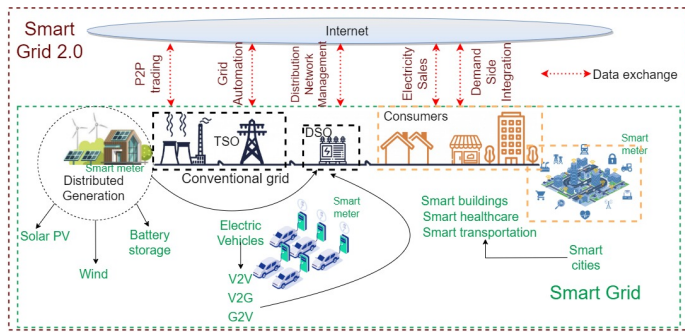 Smart
Grid 2.0
Internet
P2P
trading
Grid
Automation
Distribution
Network
Management
Electricity
Sales
Demand
Side
Integration
Data exchange
Smart meter
Distributed
Generation
TSO
Conventional grid
DSO
Consumers
Smart
meter
Solar PV
Wind
Battery
storage
Electric
Vehicles
Smart
meter
V2V
V2G
G2V
Smart buildings
Smart healthcare
Smart transportation
Smart
cities
Smart Grid